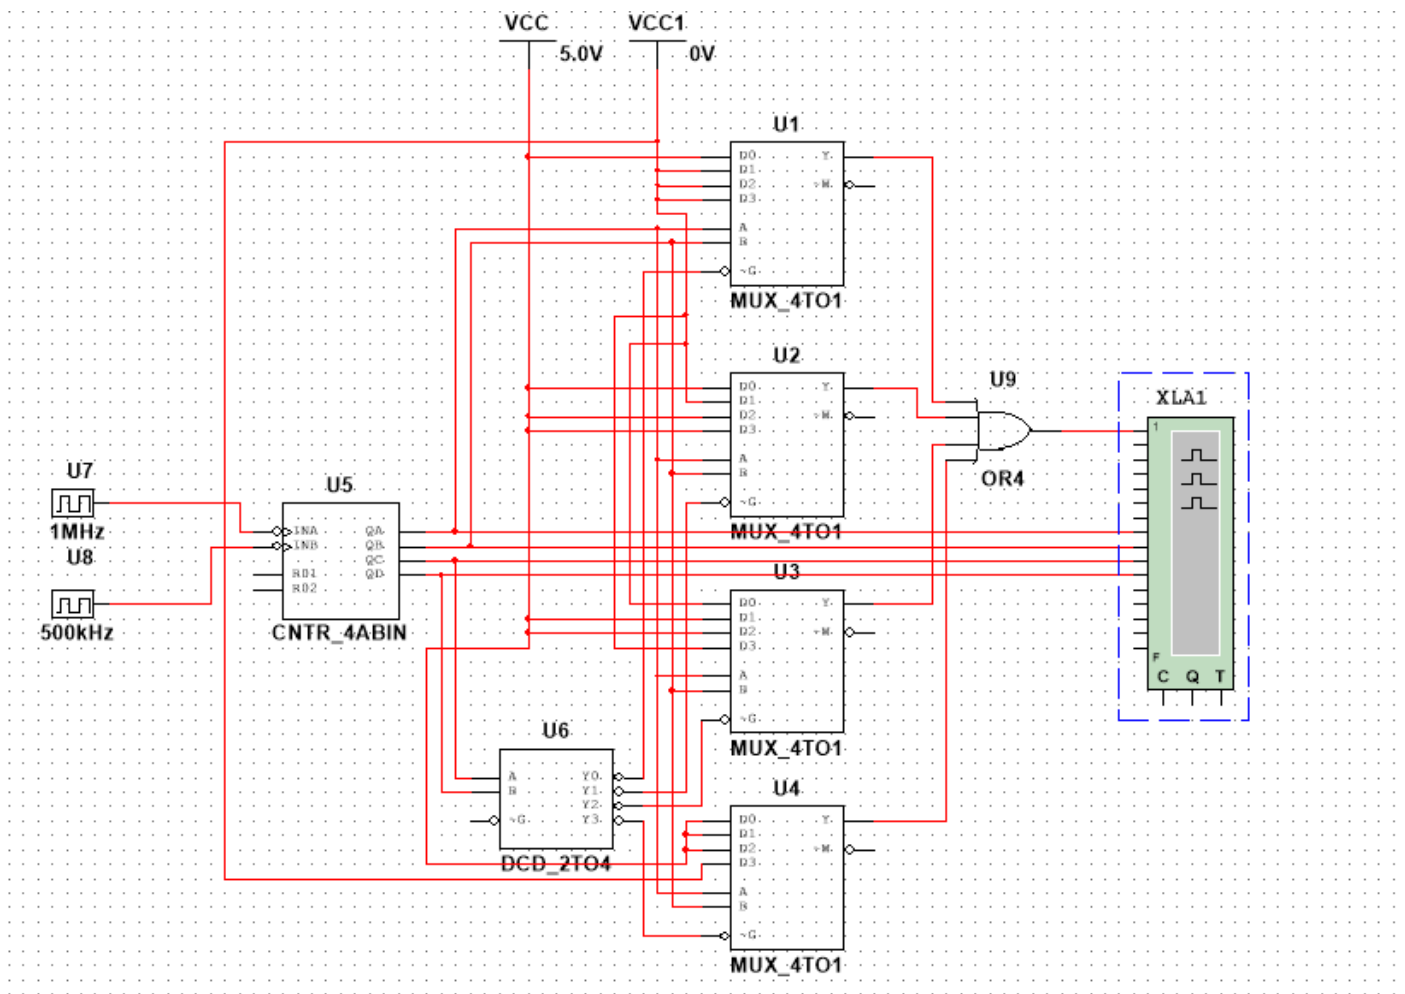 VCC
5.0V
VCC1
0V
U1
D0
D1
D2
D3
A
B
~G
Y
~W
MUX_4TO1
U2
D0
D1
D2
D3
A
B
~G
Y
~W
MUX_4TO1
U9
OR4
XLA1
1
F
C Q T
U7
1MHz
U8
500kHz
U5
INA
INB
R01
R02
QA
QB
QC
QD
CNTR_4ABIN
U3
D0
D1
D2
D3
A
B
~G
Y
~W
MUX_4TO1
U6
A
B
~G
Y0
Y1
Y2
Y3
DCD_2TO4
U4
D0
D1
D2
D3
A
B
~G
Y
~W
MUX_4TO1